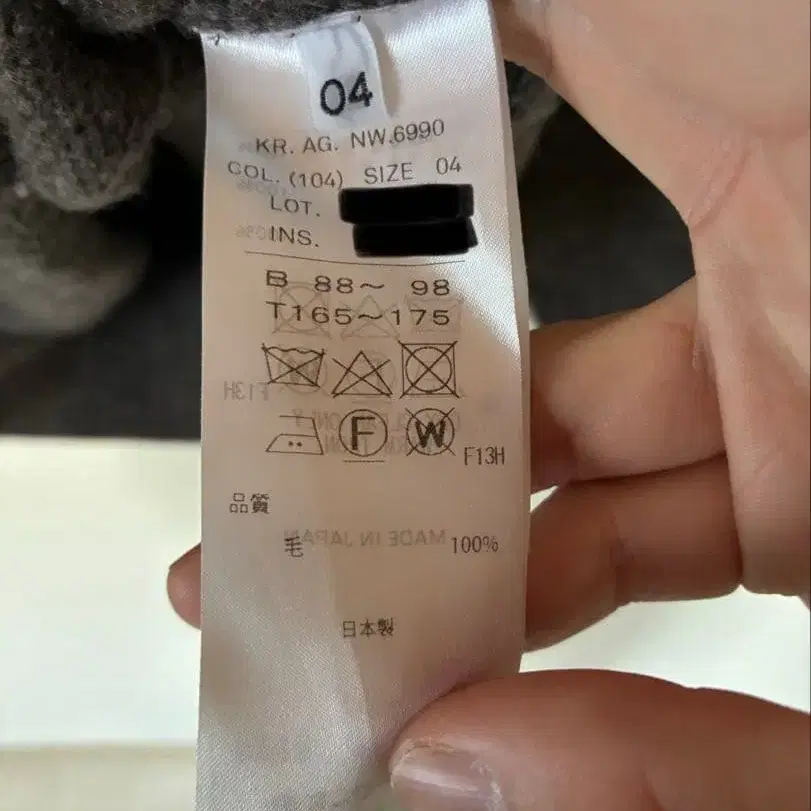 04
KR. AG. NW.6990
COL. (104) SIZE 04
LOT.
INS.
B 88〜 98
T165〜175
F W F13H
品質
毛 100%
日本製